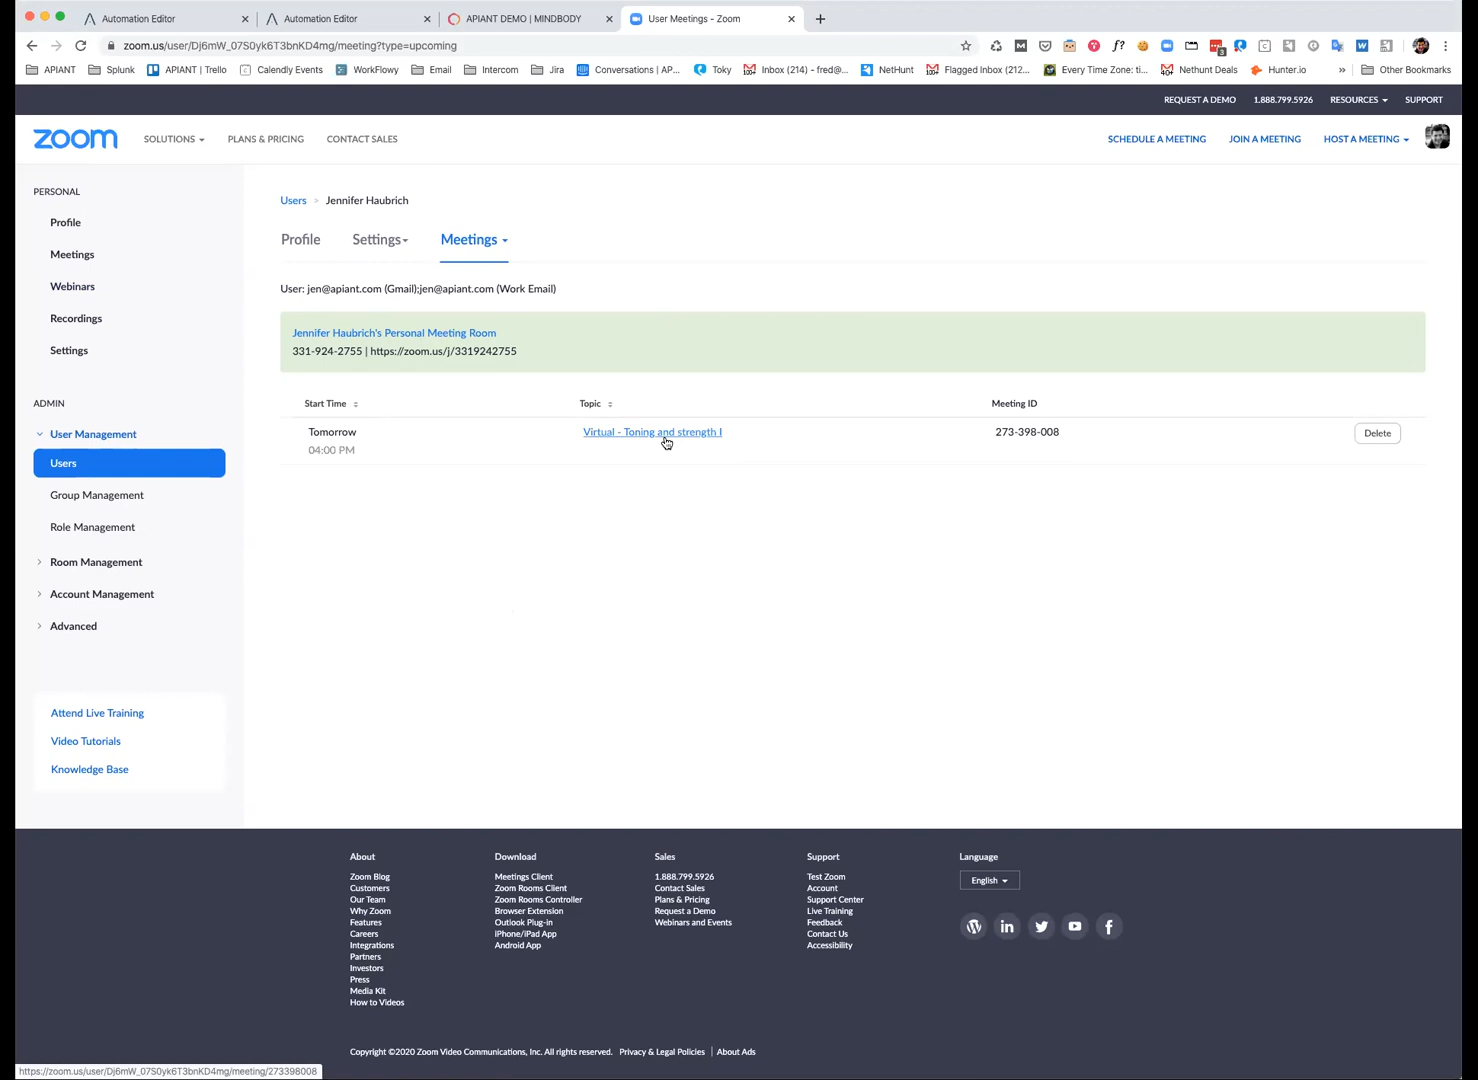 Automation Editor
Automation Editor
APIANT DEMO | MINDBODY
User Meetings - Zoom
zoom.us/user/Dj6mW_07S0yk6T3bnKD4mg/meeting?type=upcoming
APIANT
Splunk
APIANT | Trello
Calendly Events
WorkFlowy
Email
Intercom
Jira
Conversations | AP...
Toky
Inbox (214) - fred@...
NetHunt
Flagged Inbox (212...
Every Time Zone: ti...
Nethunt Deals
Hunter.io
Other Bookmarks
REQUEST A DEMO
1.888.799.5926
RESOURCES
SUPPORT
zoom
SOLUTIONS
PLANS & PRICING
CONTACT SALES
SCHEDULE A MEETING
JOIN A MEETING
HOST A MEETING
PERSONAL
Profile
Meetings
Webinars
Recordings
Settings
ADMIN
User Management
Users
Group Management
Role Management
Room Management
Account Management
Advanced
Attend Live Training
Video Tutorials
Knowledge Base
Users > Jennifer Haubrich
Profile
Settings
Meetings
User: jen@apiant.com (Gmail);jen@apiant.com (Work Email)
Jennifer Haubrich's Personal Meeting Room
331-924-2755 | https://zoom.us/j/3319242755
Start Time
Topic
Meeting ID
Tomorrow
04:00 PM
Virtual - Toning and strength I
273-398-008
Delete
About
Zoom Blog
Customers
Our Team
Why Zoom
Features
Careers
Integrations
Partners
Investors
Press
Media Kit
How to Videos
Download
Meetings Client
Zoom Rooms Client
Zoom Rooms Controller
Browser Extension
Outlook Plug-in
iPhone/iPad App
Android App
Sales
1.888.799.5926
Contact Sales
Plans & Pricing
Request a Demo
Webinars and Events
Support
Test Zoom
Account
Support Center
Live Training
Feedback
Contact Us
Accessibility
Language
English
Copyright ©2020 Zoom Video Communications, Inc. All rights reserved.
Privacy & Legal Policies | About Ads
https://zoom.us/user/Dj6mW_07S0yk6T3bnKD4mg/meeting/273398008